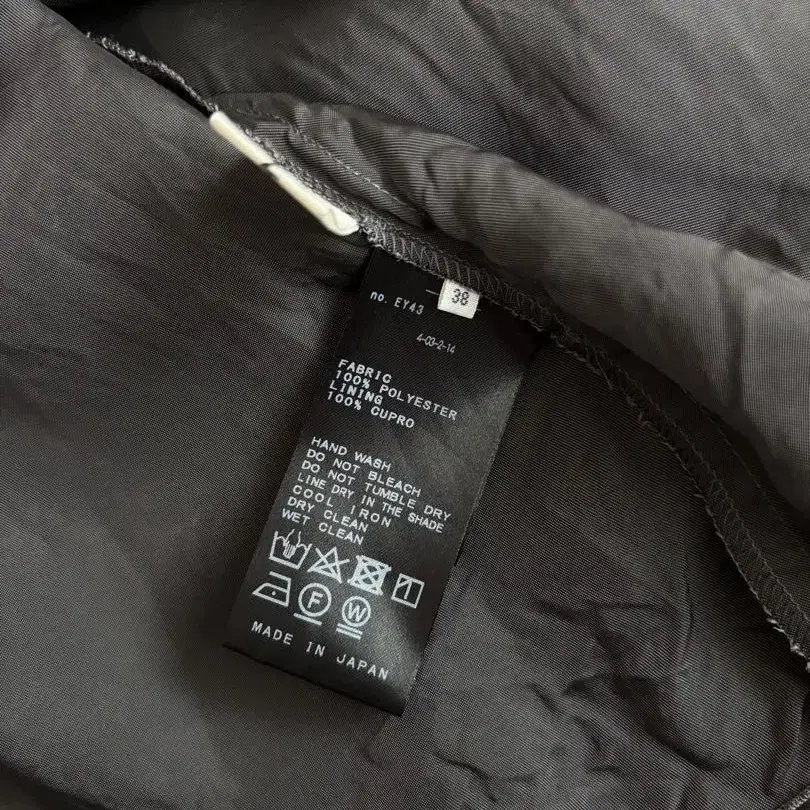 38
no. EY43
4-03-2-14
FABRIC
100% POLYESTER
LINING
100% CUPRO
HAND WASH
DO NOT BLEACH
DO NOT TUMBLE DRY
LINE DRY IN THE SHADE
COOL IRON
DRY CLEAN
WET CLEAN
F W
MADE IN JAPAN